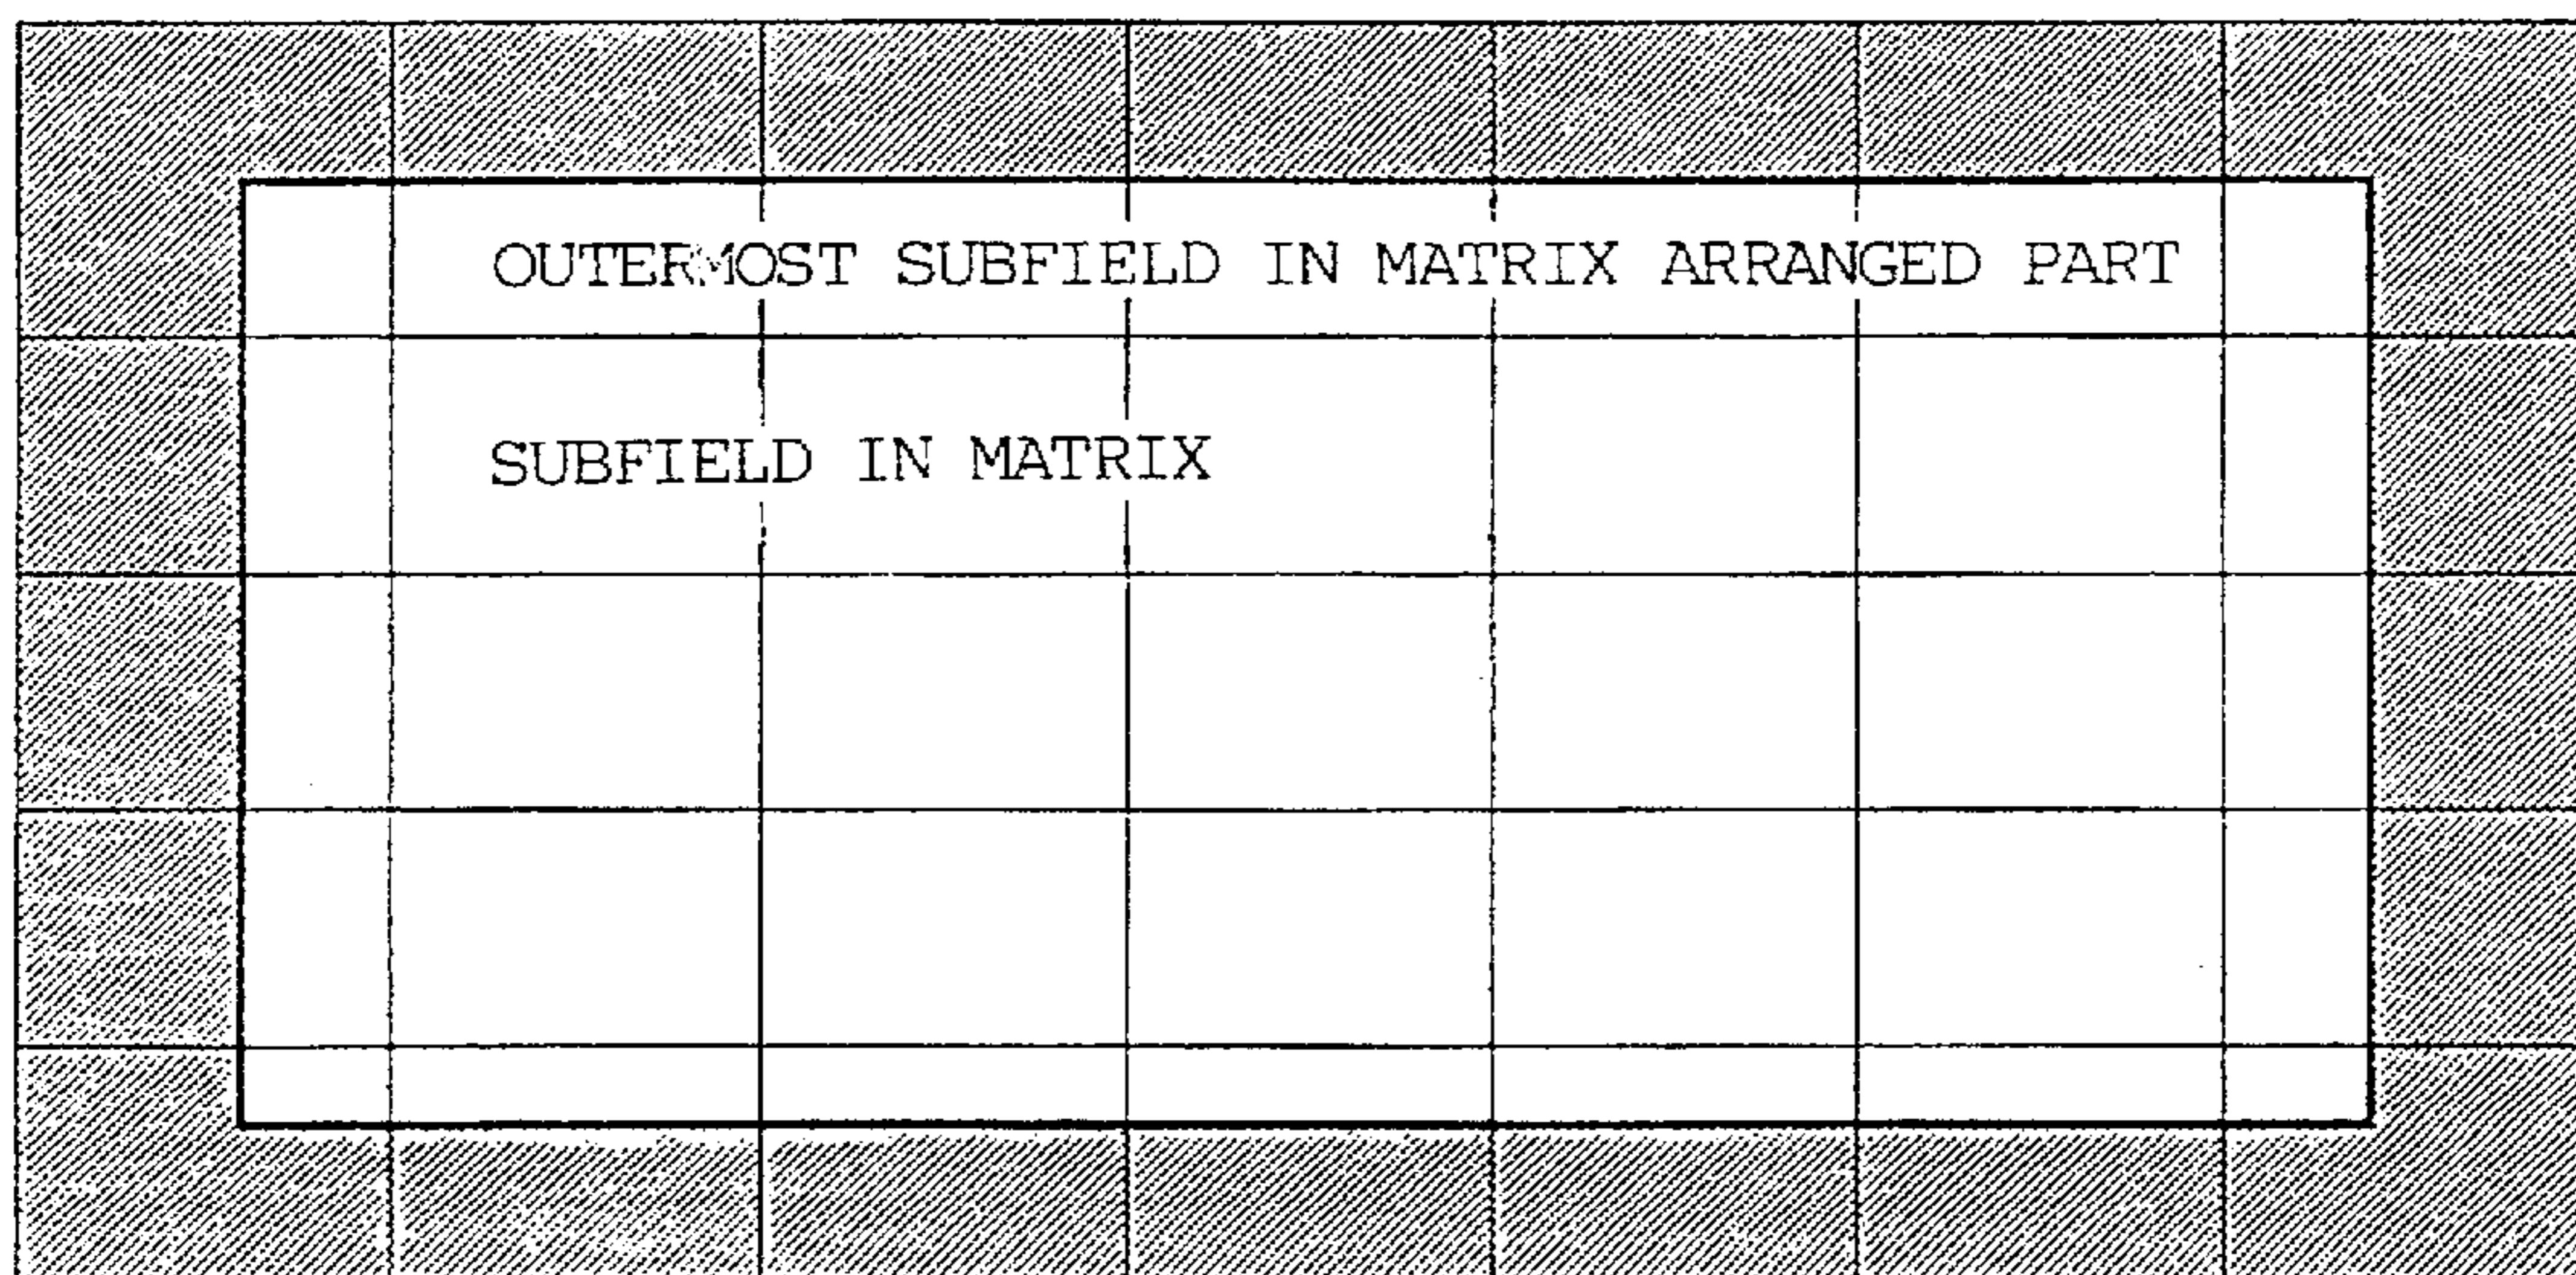 OUTERMOST SUBFIELD IN MATRIX ARRANGED PART
SUBFIELD IN MATRIX